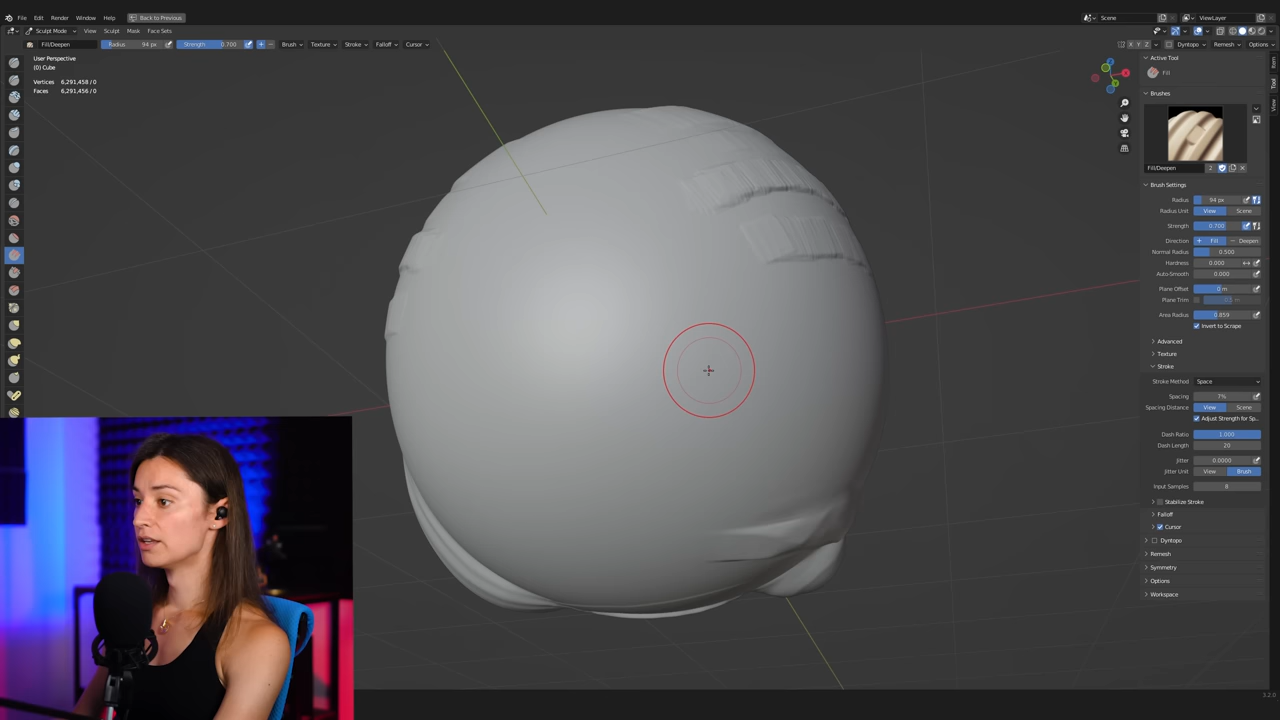 File Edit Render Window Help Back to Previous Scene ViewLayer
Sculpt Mode View Sculpt Mask Face Sets
Fill/Deepen Radius 94 px Strength 0.700 + − Brush Texture Stroke Falloff Cursor X Y Z Dyntopo Remesh Options
User Perspective
(0) Cube
Vertices 6,291,458 / 0
Faces 6,291,456 / 0
Z
X
Y
Item
Tool
View
Active Tool
Fill
Brushes
Fill/Deepen 2
Brush Settings
Radius 94 px
Radius Unit View Scene
Strength 0.700
Direction + Fill − Deepen
Normal Radius 0.500
Hardness 0.000
Auto-Smooth 0.000
Plane Offset 0 m
Plane Trim
Area Radius 0.859
Invert to Scrape
Advanced
Texture
Stroke
Stroke Method Space
Spacing 7%
Spacing Distance View Scene
Adjust Strength for Sp...
Dash Ratio 1.000
Dash Length 20
Jitter 0.0000
Jitter Unit View Brush
Input Samples 8
Stabilize Stroke
Falloff
Cursor
Dyntopo
Remesh
Symmetry
Options
Workspace
3.2.0